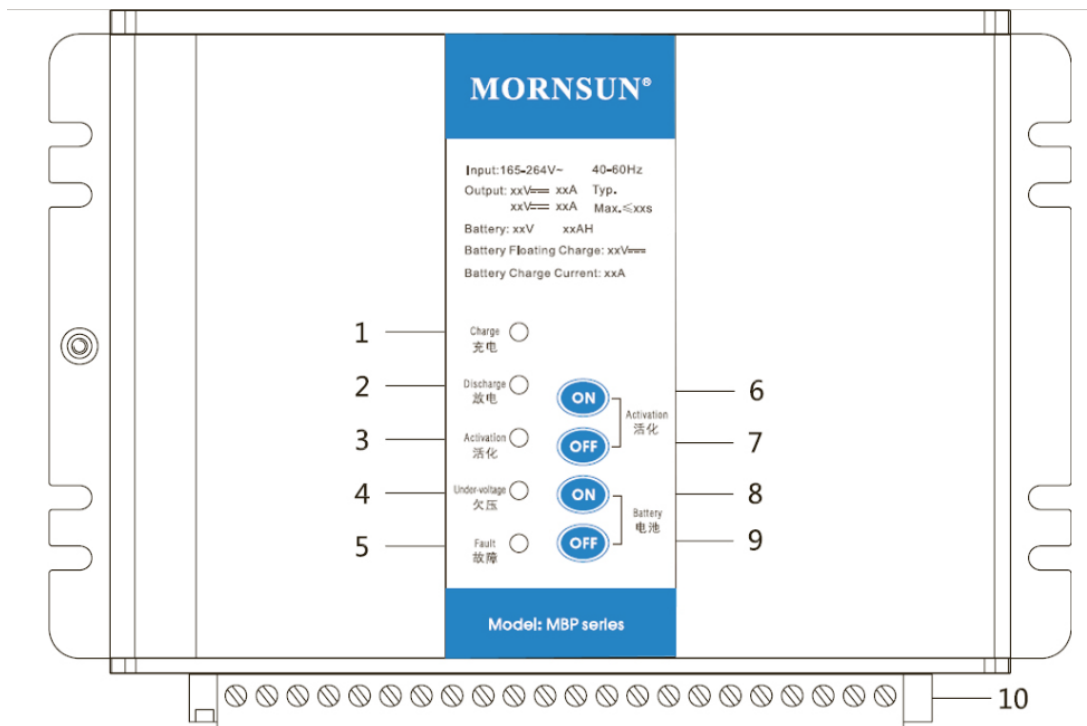 MORNSUN®
Input:165-264V~ 40-60Hz
Output: xxV⎓ xxA Typ.
xxV⎓ xxA Max.≤xxs
Battery: xxV xxAH
Battery Floating Charge: xxV⎓
Battery Charge Current: xxA
1 Charge
充电
2 Discharge
放电
ON 6
3 Activation
活化
OFF 7
Activation
活化
4 Under-voltage
欠压
ON 8
5 Fault
故障
OFF 9
Battery
电池
Model: MBP series
10